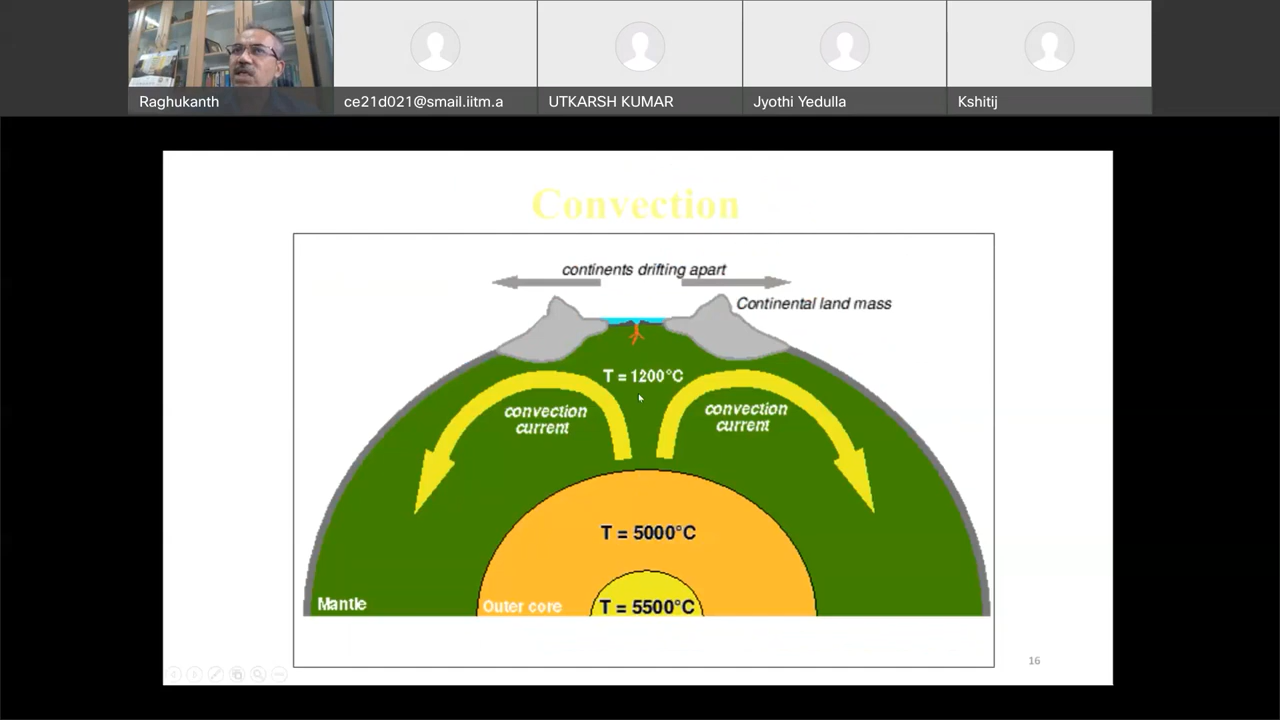 Raghukanth
ce21d021@smail.iitm.a
UTKARSH KUMAR
Jyothi Yedulla
Kshitij
Convection
continents drifting apart
Continental land mass
T = 1200°C
convection
current
convection
current
T = 5000°C
Mantle
Outer core
T = 5500°C
16